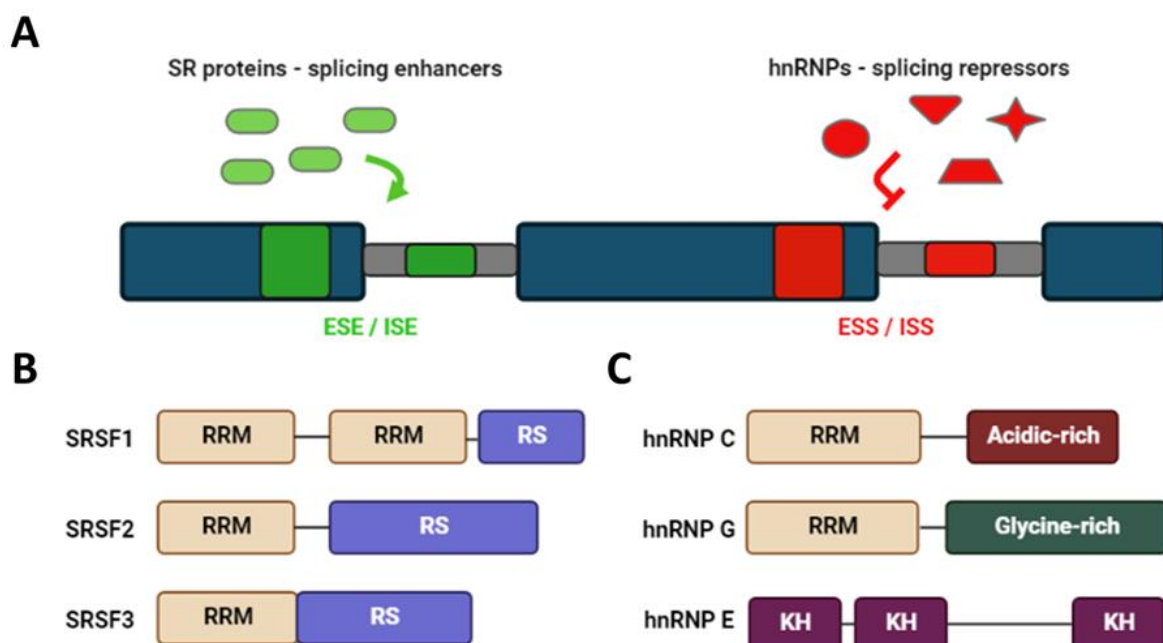 A
SR proteins - splicing enhancers
hnRNPs - splicing repressors
ESE / ISE
ESS / ISS
B
SRSF1
RRM
RRM
RS
SRSF2
RRM
RS
SRSF3
RRM
RS
C
hnRNP C
RRM
Acidic-rich
hnRNP G
RRM
Glycine-rich
hnRNP E
KH
KH
KH